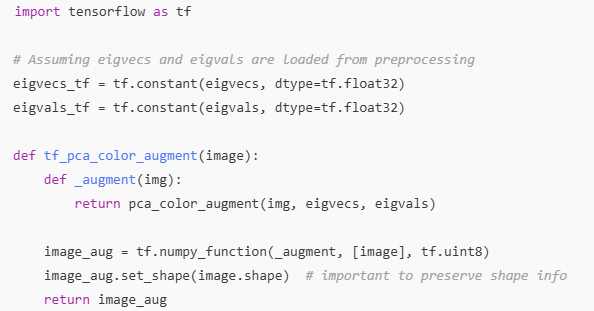 import tensorflow as tf
# Assuming eigvecs and eigvals are loaded from preprocessing
eigvecs_tf = tf.constant(eigvecs, dtype=tf.float32)
eigvals_tf = tf.constant(eigvals, dtype=tf.float32)
def tf_pca_color_augment(image):
    def _augment(img):
        return pca_color_augment(img, eigvecs, eigvals)
    image_aug = tf.numpy_function(_augment, [image], tf.uint8)
    image_aug.set_shape(image.shape)  # important to preserve shape info
    return image_aug